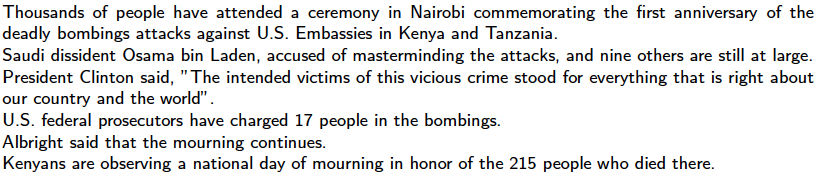 Thousands of people have attended a ceremony in Nairobi commemorating the first anniversary of the
deadly bombings attacks against U.S. Embassies in Kenya and Tanzania.
Saudi dissident Osama bin Laden, accused of masterminding the attacks, and nine others are still at large.
President Clinton said, "The intended victims of this vicious crime stood for everything that is right about
our country and the world".
U.S. federal prosecutors have charged 17 people in the bombings.
Albright said that the mourning continues.
Kenyans are observing a national day of mourning in honor of the 215 people who died there.